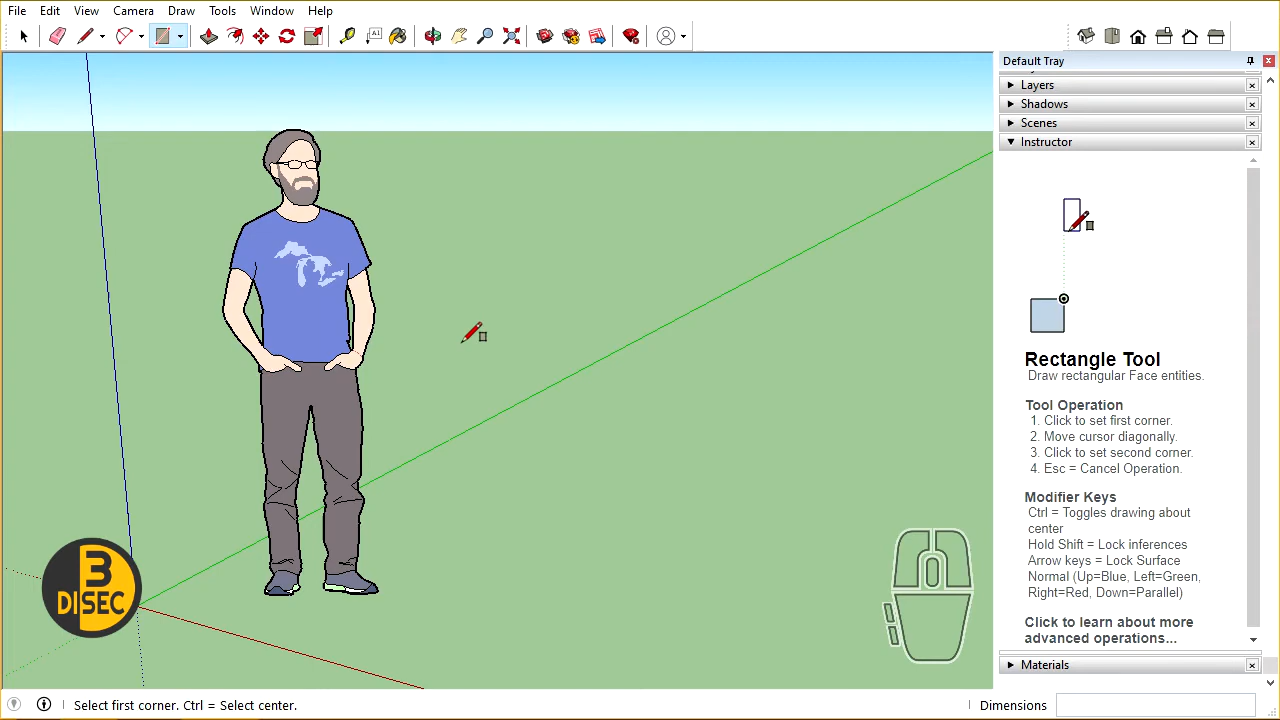 File Edit View Camera Draw Tools Window Help
A1
Default Tray
Layers
Shadows
Scenes
Instructor
Rectangle Tool
Draw rectangular Face entities.
Tool Operation
1. Click to set first corner.
2. Move cursor diagonally.
3. Click to set second corner.
4. Esc = Cancel Operation.
Modifier Keys
Ctrl = Toggles drawing about
center
Hold Shift = Lock inferences
Arrow keys = Lock Surface
Normal (Up=Blue, Left=Green,
Right=Red, Down=Parallel)
Click to learn about more
advanced operations...
Materials
3
DISEC
Select first corner. Ctrl = Select center.
Dimensions